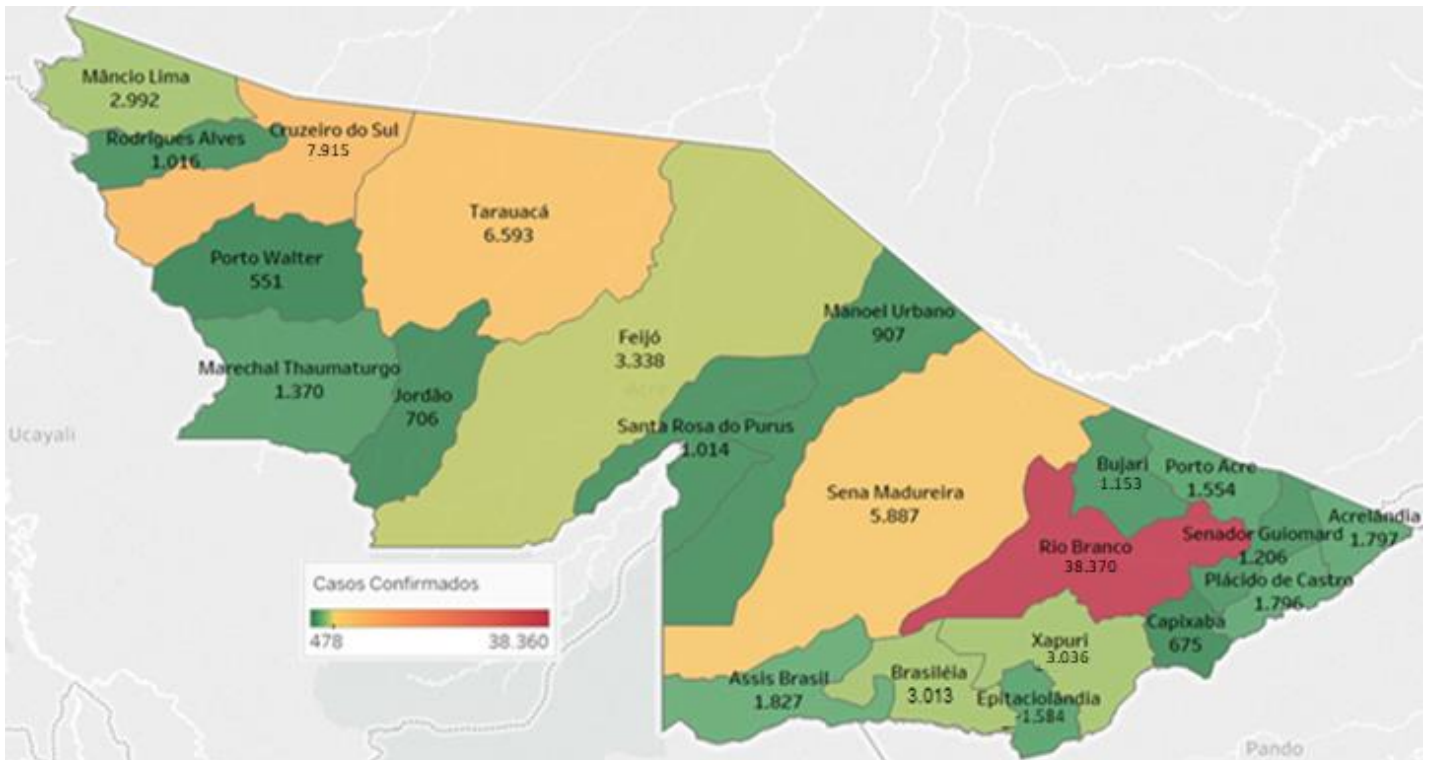 Mâncio Lima
2.992
Rodrigues Alves
1.016
Cruzeiro do Sul
7.915
Tarauacá
6.593
Porto Walter
551
Marechal Thaumaturgo
1.370
Jordão
706
Feijó
3.338
Manoel Urbano
907
Santa Rosa do Purus
1.014
Ucayali
Sena Madureira
5.887
Bujari
1.153
Porto Acre
1.554
Rio Branco
38.370
Senador Guiomard
1.206
Acrelândia
1.797
Plácido de Castro
1.796
Capixaba
675
Xapuri
3.036
Assis Brasil
1.827
Brasiléia
3.013
Epitaciolândia
1.584
Casos Confirmados
478
38.360
Pando